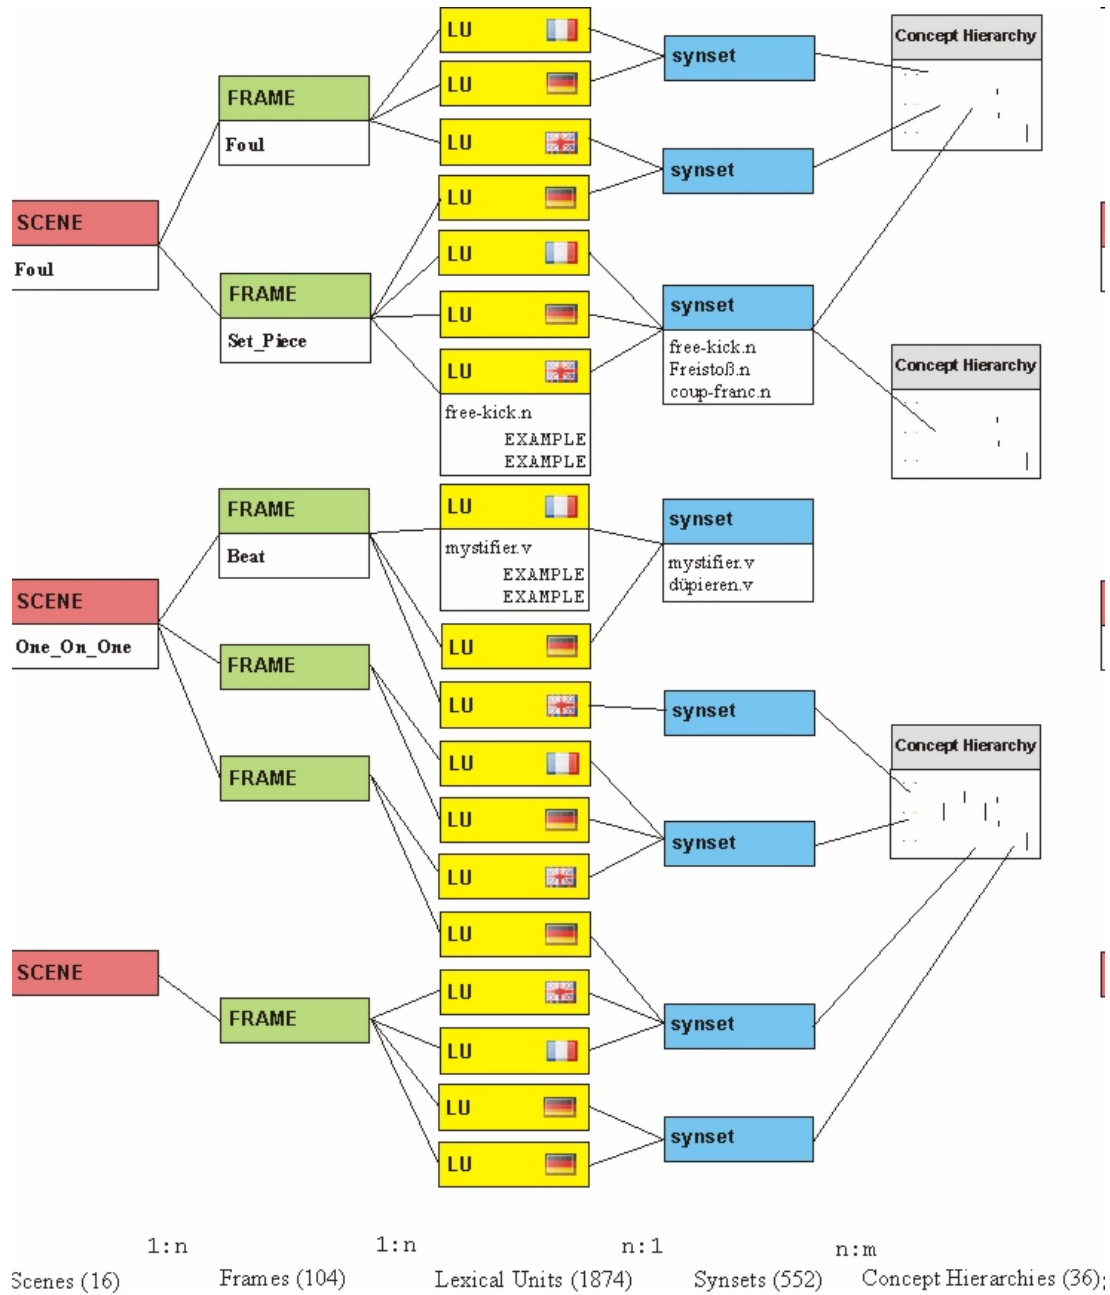 SCENE
Foul
SCENE
One_On_One
SCENE
FRAME
Foul
FRAME
Set_Piece
FRAME
Beat
FRAME
FRAME
FRAME
LU
LU
LU
LU
LU
LU
LU
free-kick.n
EXAMPLE
EXAMPLE
LU
mystifier.v
EXAMPLE
EXAMPLE
LU
LU
LU
LU
LU
LU
LU
LU
LU
LU
synset
synset
synset
free-kick.n
Freistoß.n
coup-franc.n
synset
mystifier.v
düpieren.v
synset
synset
synset
synset
Concept Hierarchy
Concept Hierarchy
Concept Hierarchy
1:n 1:n n:1 n:m
Scenes (16) Frames (104) Lexical Units (1874) Synsets (552) Concept Hierarchies (36);